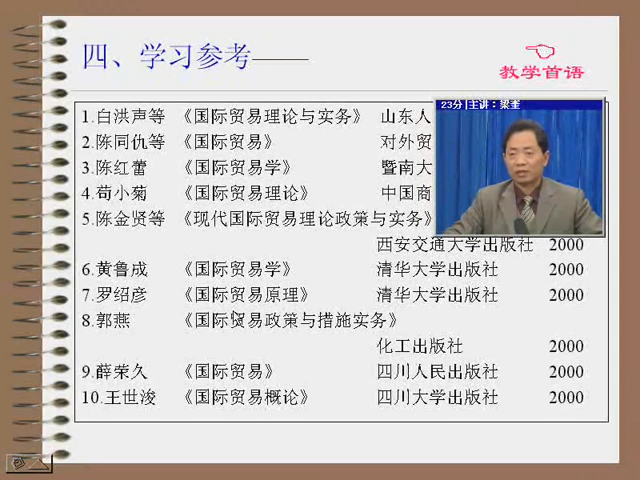 四、学习参考——
教学首语
23分 主讲：梁奎
1.白洪声等 《国际贸易理论与实务》 山东人
2.陈同仇等 《国际贸易》 对外贸
3.陈红蕾 《国际贸易学》 暨南大
4.苟小菊 《国际贸易理论》 中国商
5.陈金贤等 《现代国际贸易理论政策与实务》
西安交通大学出版社 2000
6.黄鲁成 《国际贸易学》 清华大学出版社 2000
7.罗绍彦 《国际贸易原理》 清华大学出版社 2000
8.郭燕 《国际贸易政策与措施实务》
化工出版社 2000
9.薛荣久 《国际贸易》 四川人民出版社 2000
10.王世浚 《国际贸易概论》 四川大学出版社 2000